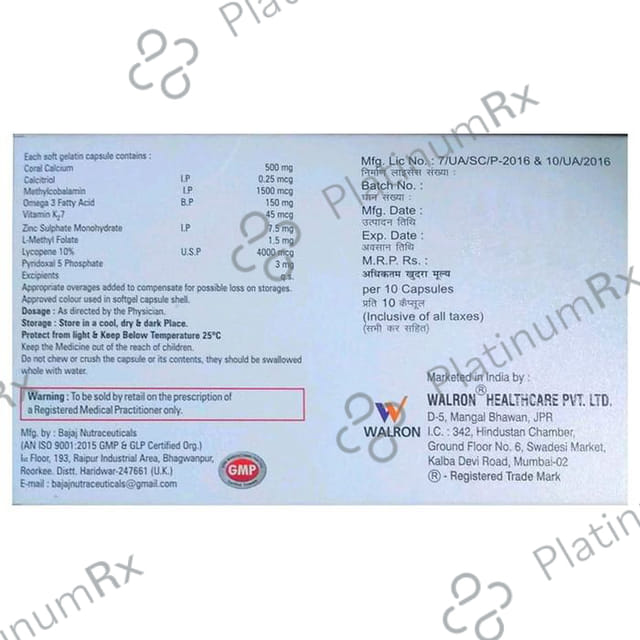 PlatinumRx
Each soft gelatin capsule contains :
Coral Calcium 500 mg
Calcitriol I.P 0.25 mcg
Methylcobalamin I.P 1500 mcg
Omega 3 Fatty Acid B.P 150 mg
Vitamin K₂7 45 mcg
Zinc Sulphate Monohydrate I.P 7.5 mg
L-Methyl Folate 1.5 mg
Lycopene 10% U.S.P 4000 mcg
Pyridoxal 5 Phosphate 3 mg
Excipients q.s.
Appropriate overages added to compensate for possible loss on storages.
Approved colour used in softgel capsule shell.
Dosage : As directed by the Physician.
Storage : Store in a cool, dry & dark Place.
Protect from light & Keep Below Temperature 25ºC
Keep the Medicine out of the reach of children.
Do not chew or crush the capsule or its contents, they should be swallowed
whole with water.
Warning : To be sold by retail on the prescription of
a Registered Medical Practitioner only.
Mfg. by : Bajaj Nutraceuticals
(AN ISO 9001:2015 GMP & GLP Certified Org.)
Ist Floor, 193, Raipur Industrial Area, Bhagwanpur,
Roorkee. Distt. Haridwar-247661 (U.K.)
E-mail : bajajnutraceuticals@gmail.com
GMP
Mfg. Lic No. : 7/UA/SC/P-2016 & 10/UA/2016
निर्माण लाइसेंस संख्या :
Batch No. :
घान संख्या :
Mfg. Date :
उत्पादन तिथि
Exp. Date :
अवसान तिथि
M.R.P. Rs. :
अधिकतम खुदरा मूल्य
per 10 Capsules
प्रति 10 कैप्सूल
(Inclusive of all taxes)
(सभी कर सहित)
WALRON
Marketed in India by :
WALRON ® HEALTHCARE PVT. LTD.
D-5, Mangal Bhawan, JPR
I.C. : 342, Hindustan Chamber,
Ground Floor No. 6, Swadesi Market,
Kalba Devi Road, Mumbai-02
® - Registered Trade Mark
PlatinumRx
PlatinumRx
PlatinumRx
PlatinumRx
PlatinumRx